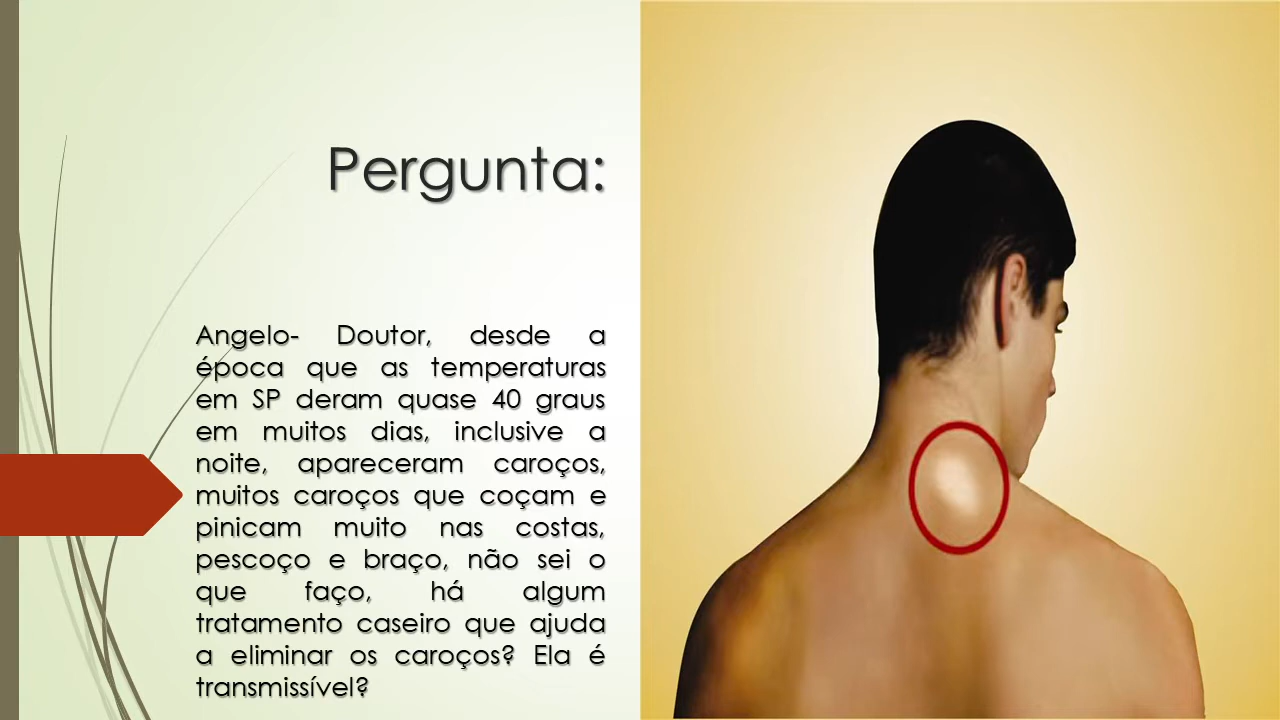 Pergunta:
Angelo- Doutor, desde a
época que as temperaturas
em SP deram quase 40 graus
em muitos dias, inclusive a
noite, apareceram caroços,
muitos caroços que coçam e
pinicam muito nas costas,
pescoço e braço, não sei o
que faço, há algum
tratamento caseiro que ajuda
a eliminar os caroços? Ela é
transmissível?